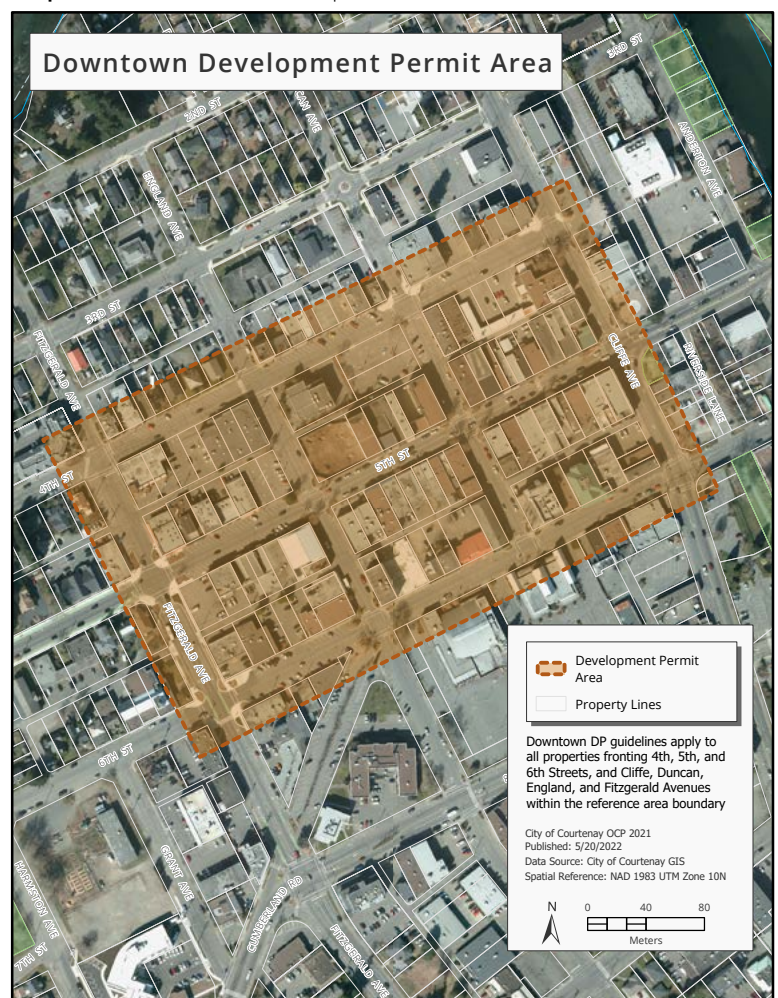 Downtown Development Permit Area
3RD ST
2ND ST
CAN AVE
ANDERTON AVE
ENGLAND AVE
3RD ST
FITZGERALD AVE
CLIFFE AVE
RIVERSIDE LANE
5TH ST
4TH ST
FITZGERALD AVE
6TH ST
GRANT AVE
HARMSTON AVE
CUMBERLAND RD
FITZGERALD AVE
7TH ST
Development Permit
Area
Property Lines
Downtown DP guidelines apply to
all properties fronting 4th, 5th, and
6th Streets, and Cliffe, Duncan,
England, and Fitzgerald Avenues
within the reference area boundary
City of Courtenay OCP 2021
Published: 5/20/2022
Data Source: City of Courtenay GIS
Spatial Reference: NAD 1983 UTM Zone 10N
N
0 40 80
Meters